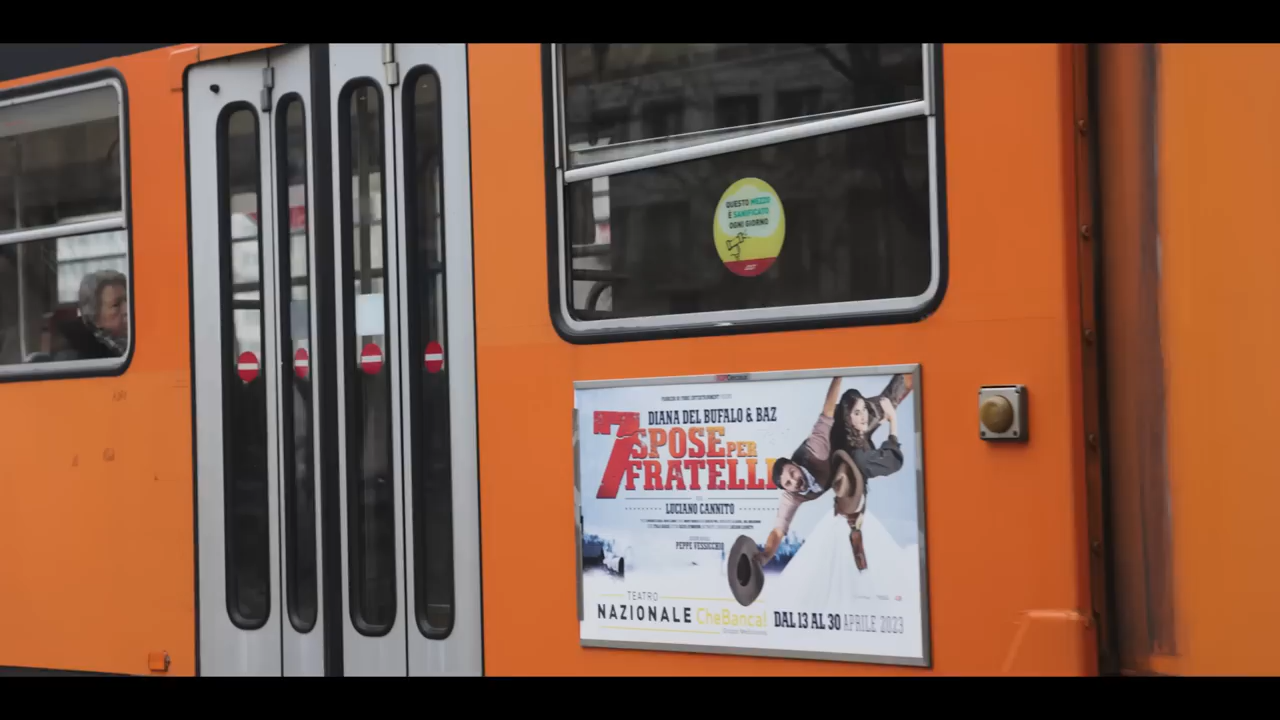 QUESTO MEZZO
È SANIFICATO
OGNI GIORNO
DIANA DEL BUFALO & BAZ
7 SPOSE PER
FRATELLI
LUCIANO CANNITO
PEPPE VESSICCHIO
TEATRO
NAZIONALE CheBanca!
DAL 13 AL 30 APRILE 2023